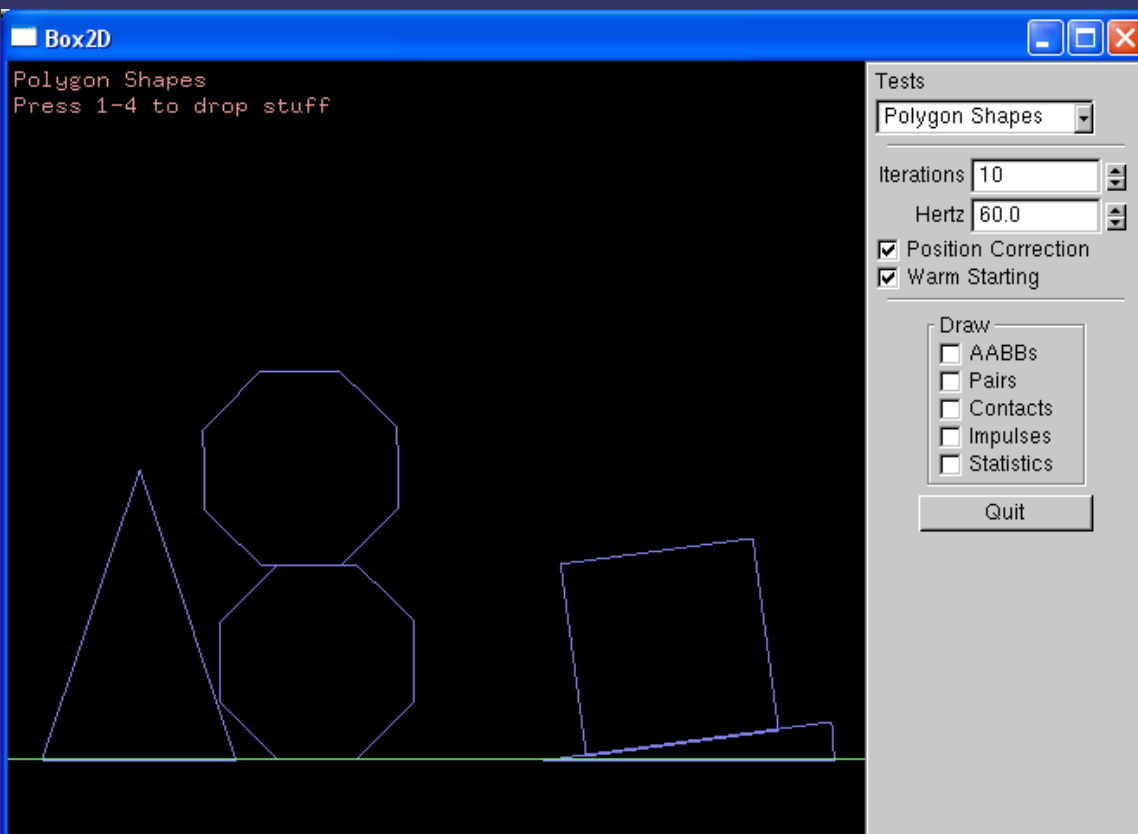 Box2D
Polygon Shapes
Press 1-4 to drop stuff
Tests
Polygon Shapes
Iterations 10
Hertz 60.0
Position Correction
Warm Starting
Draw
AABBs
Pairs
Contacts
Impulses
Statistics
Quit